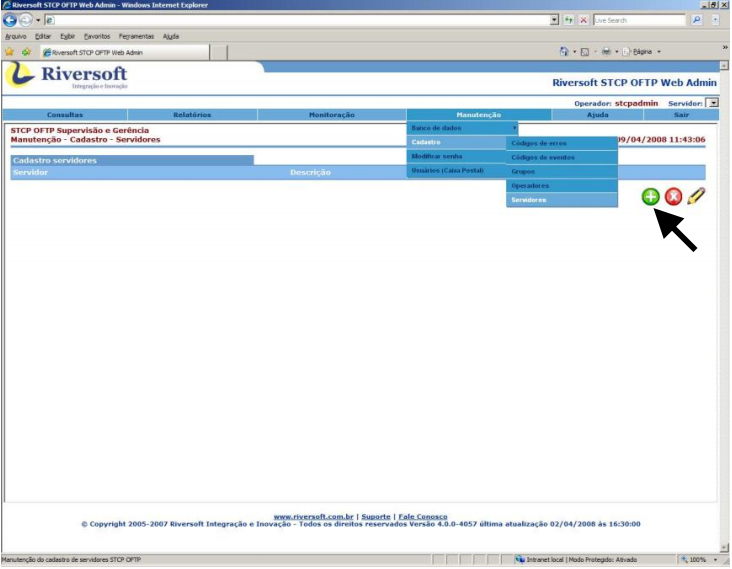 Riversoft STCP OFTP Web Admin - Windows Internet Explorer
Live Search
Arquivo Editar Exibir Favoritos Ferramentas Ajuda
Riversoft STCP OFTP Web Admin
Página
Riversoft
Integração e Inovação
Riversoft STCP OFTP Web Admin
Operador: stcpadmin Servidor:
Consultas Relatórios Monitoração Manutenção Ajuda Sair
STCP OFTP Supervisão e Gerência
Manutenção - Cadastro - Servidores
09/04/2008 11:43:06
Banco de dados
Cadastro
Modificar senha
Usuários (Caixa Postal)
Códigos de erros
Códigos de eventos
Grupos
Operadores
Servidores
Cadastro servidores
Servidor Descrição
www.riversoft.com.br | Suporte | Fale Conosco
© Copyright 2005-2007 Riversoft Integração e Inovação - Todos os direitos reservados Versão 4.0.0-4057 última atualização 02/04/2008 às 16:30:00
Manutenção do cadastro de servidores STCP OFTP
Intranet local | Modo Protegido: Ativado
100%